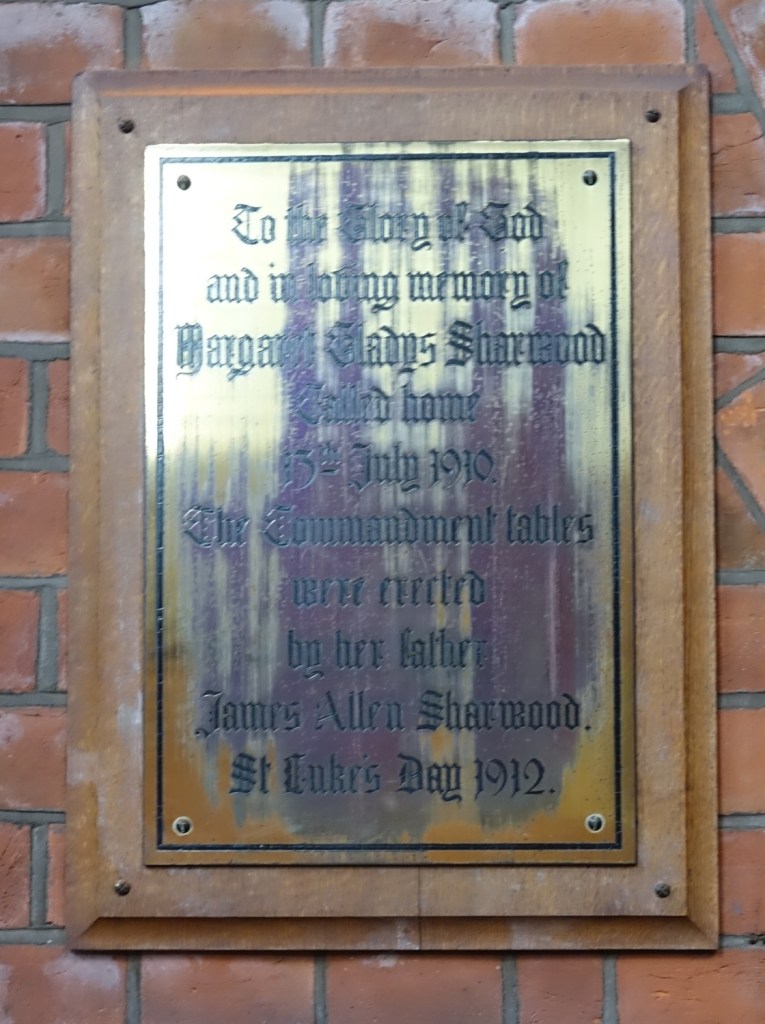 To the Glory of God
and in loving memory of
Margaret Gladys Sharwood
Called home
13th July 1910.
The Commandment tables
were erected
by her father
James Allen Sharwood.
St Luke's Day 1912.